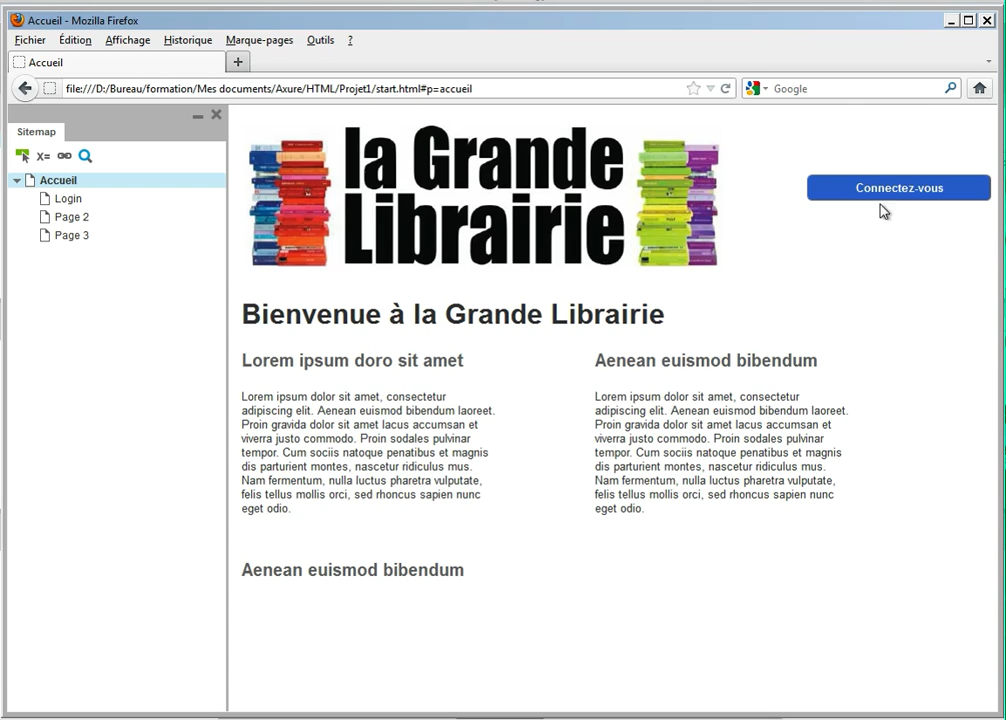 Accueil - Mozilla Firefox
Fichier Édition Affichage Historique Marque-pages Outils ?
Accueil
file:///D:/Bureau/formation/Mes documents/Axure/HTML/Projet1/start.html#p=accueil
Google
Sitemap
X=
Accueil
Login
Page 2
Page 3
la Grande
Librairie
Connectez-vous
Bienvenue à la Grande Librairie
Lorem ipsum doro sit amet
Lorem ipsum dolor sit amet, consectetur
adipiscing elit. Aenean euismod bibendum laoreet.
Proin gravida dolor sit amet lacus accumsan et
viverra justo commodo. Proin sodales pulvinar
tempor. Cum sociis natoque penatibus et magnis
dis parturient montes, nascetur ridiculus mus.
Nam fermentum, nulla luctus pharetra vulputate,
felis tellus mollis orci, sed rhoncus sapien nunc
eget odio.
Aenean euismod bibendum
Lorem ipsum dolor sit amet, consectetur
adipiscing elit. Aenean euismod bibendum laoreet.
Proin gravida dolor sit amet lacus accumsan et
viverra justo commodo. Proin sodales pulvinar
tempor. Cum sociis natoque penatibus et magnis
dis parturient montes, nascetur ridiculus mus.
Nam fermentum, nulla luctus pharetra vulputate,
felis tellus mollis orci, sed rhoncus sapien nunc
eget odio.
Aenean euismod bibendum